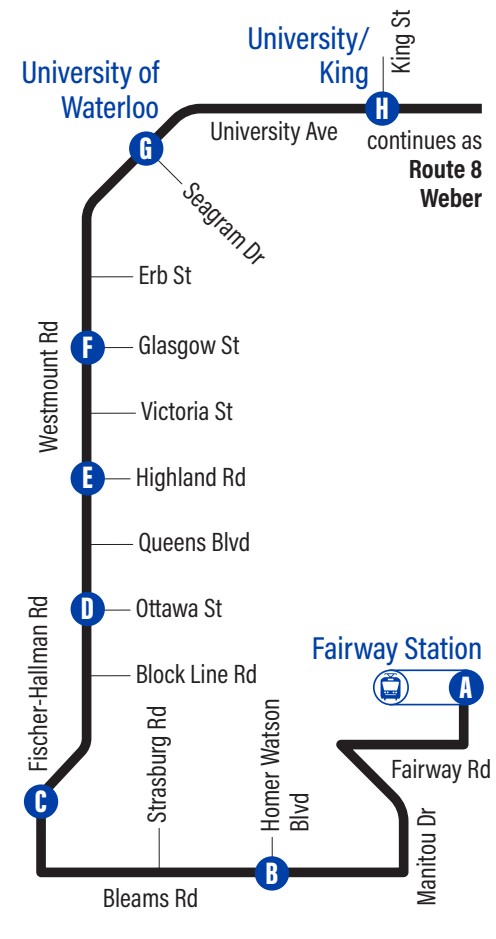 University/
King
King St
University of
Waterloo
H
University Ave
continues as
Route 8
Weber
G
Seagram Dr
Erb St
Westmount Rd
F
Glasgow St
Victoria St
E
Highland Rd
Queens Blvd
Fischer-Hallman Rd
D
Ottawa St
Block Line Rd
Fairway Station
A
Fairway Rd
C
Strasburg Rd
Homer Watson
Blvd
Manitou Dr
B
Bleams Rd